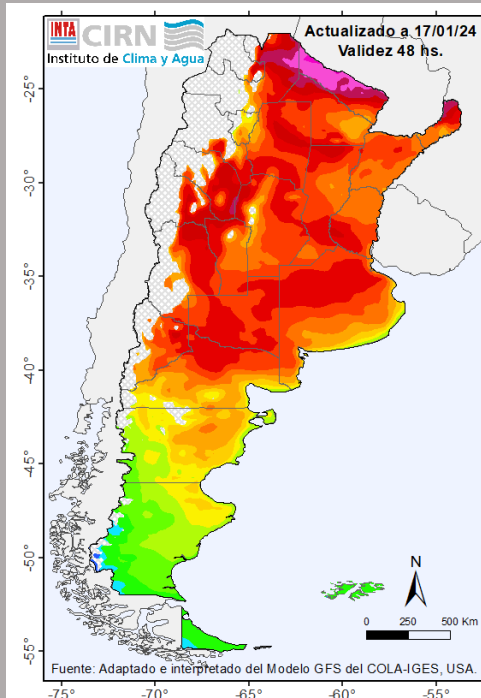 INTA CIRN
Instituto de Clima y Agua
Actualizado a 17/01/24
Validez 48 hs.
-25°
-30°
-35°
-40°
-45°
-50°
-55°
N
0 250 500 Km
Fuente: Adaptado e interpretado del Modelo GFS del COLA-IGES, USA.
-75° -70° -65° -60° -55°